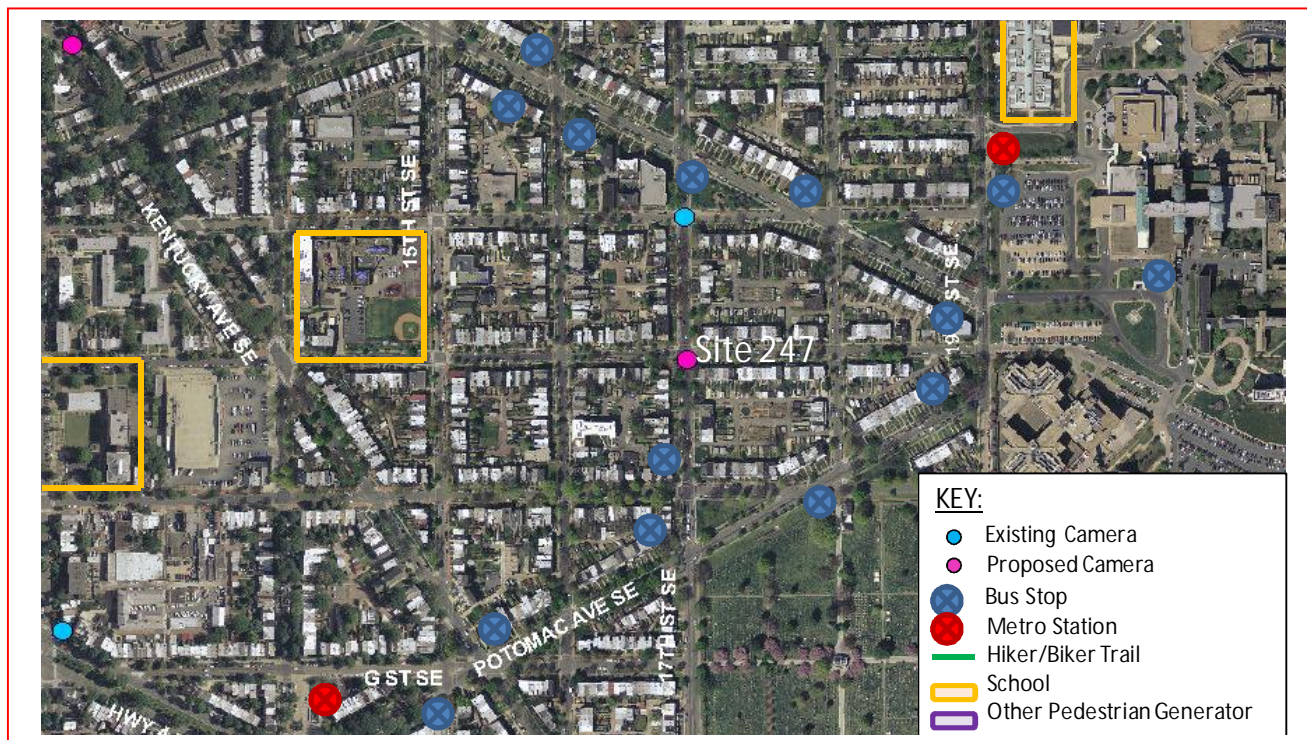 15TH ST SE
KENTUCKY AVE SE
19 ST SE
Site 247
POTOMAC AVE SE
17TH ST SE
G ST SE
KEY:
Existing Camera
Proposed Camera
Bus Stop
Metro Station
Hiker/Biker Trail
School
Other Pedestrian Generator